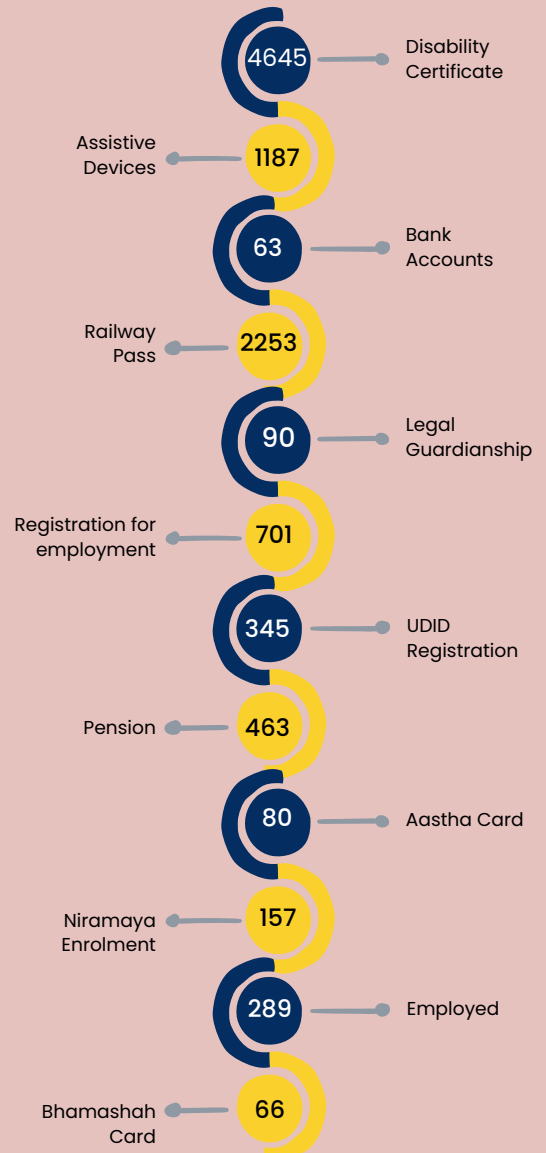 4645
Disability
Certificate
Assistive
Devices
1187
63
Bank
Accounts
Railway
Pass
2253
90
Legal
Guardianship
Registration for
employment
701
345
UDID
Registration
Pension
463
80
Aastha Card
Niramaya
Enrolment
157
289
Employed
Bhamashah
Card
66